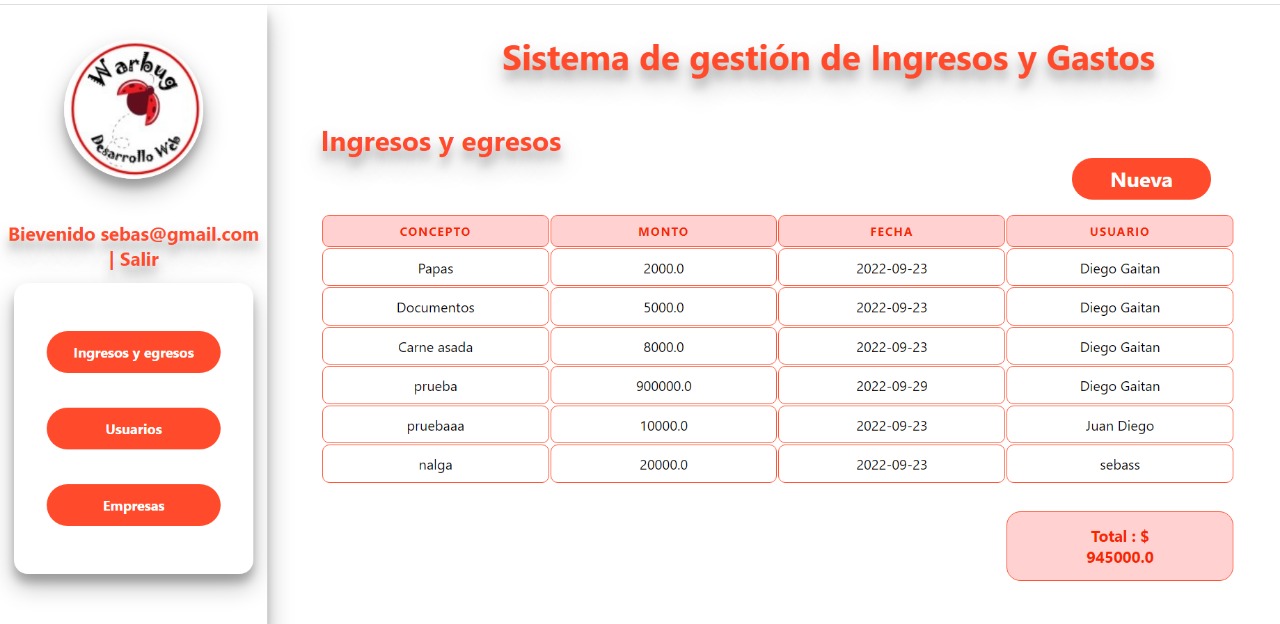 Warbug
Desarrollo Web
Bievenido sebas@gmail.com
| Salir
Ingresos y egresos
Usuarios
Empresas
Sistema de gestión de Ingresos y Gastos
Ingresos y egresos
Nueva
CONCEPTO MONTO FECHA USUARIO
Papas 2000.0 2022-09-23 Diego Gaitan
Documentos 5000.0 2022-09-23 Diego Gaitan
Carne asada 8000.0 2022-09-23 Diego Gaitan
prueba 900000.0 2022-09-29 Diego Gaitan
pruebaaa 10000.0 2022-09-23 Juan Diego
nalga 20000.0 2022-09-23 sebass
Total : $
945000.0